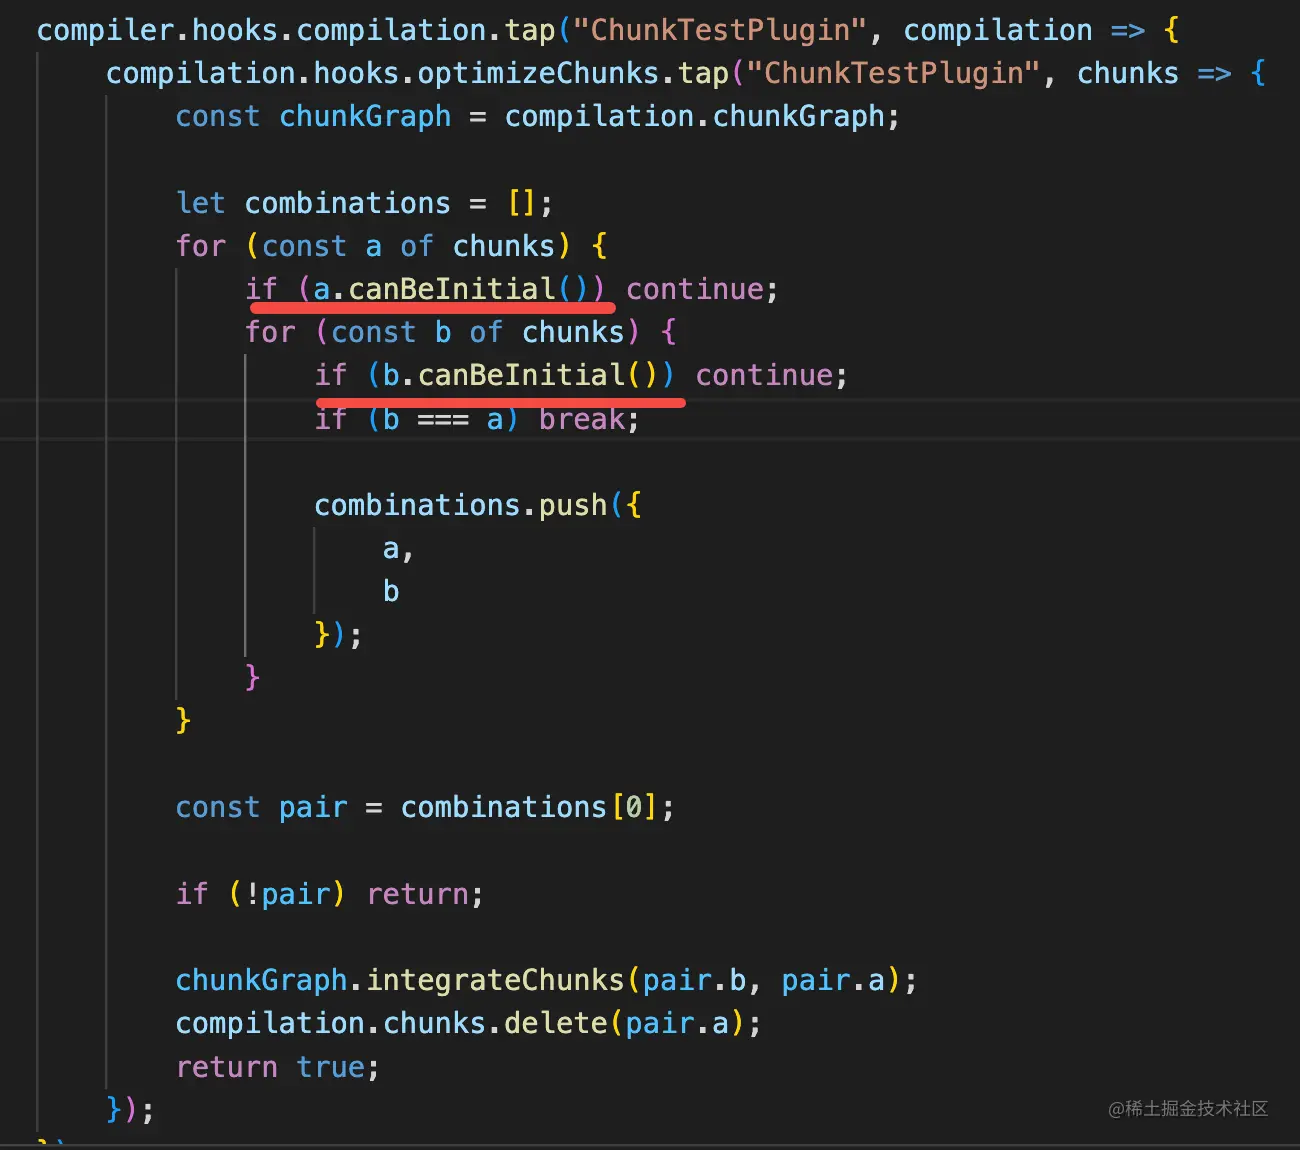 compiler.hooks.compilation.tap("ChunkTestPlugin", compilation => {
compilation.hooks.optimizeChunks.tap("ChunkTestPlugin", chunks => {
const chunkGraph = compilation.chunkGraph;
let combinations = [];
for (const a of chunks) {
if (a.canBeInitial()) continue;
for (const b of chunks) {
if (b.canBeInitial()) continue;
if (b === a) break;
combinations.push({
a,
b
});
}
}
const pair = combinations[0];
if (!pair) return;
chunkGraph.integrateChunks(pair.b, pair.a);
compilation.chunks.delete(pair.a);
return true;
});
@稀土掘金技术社区